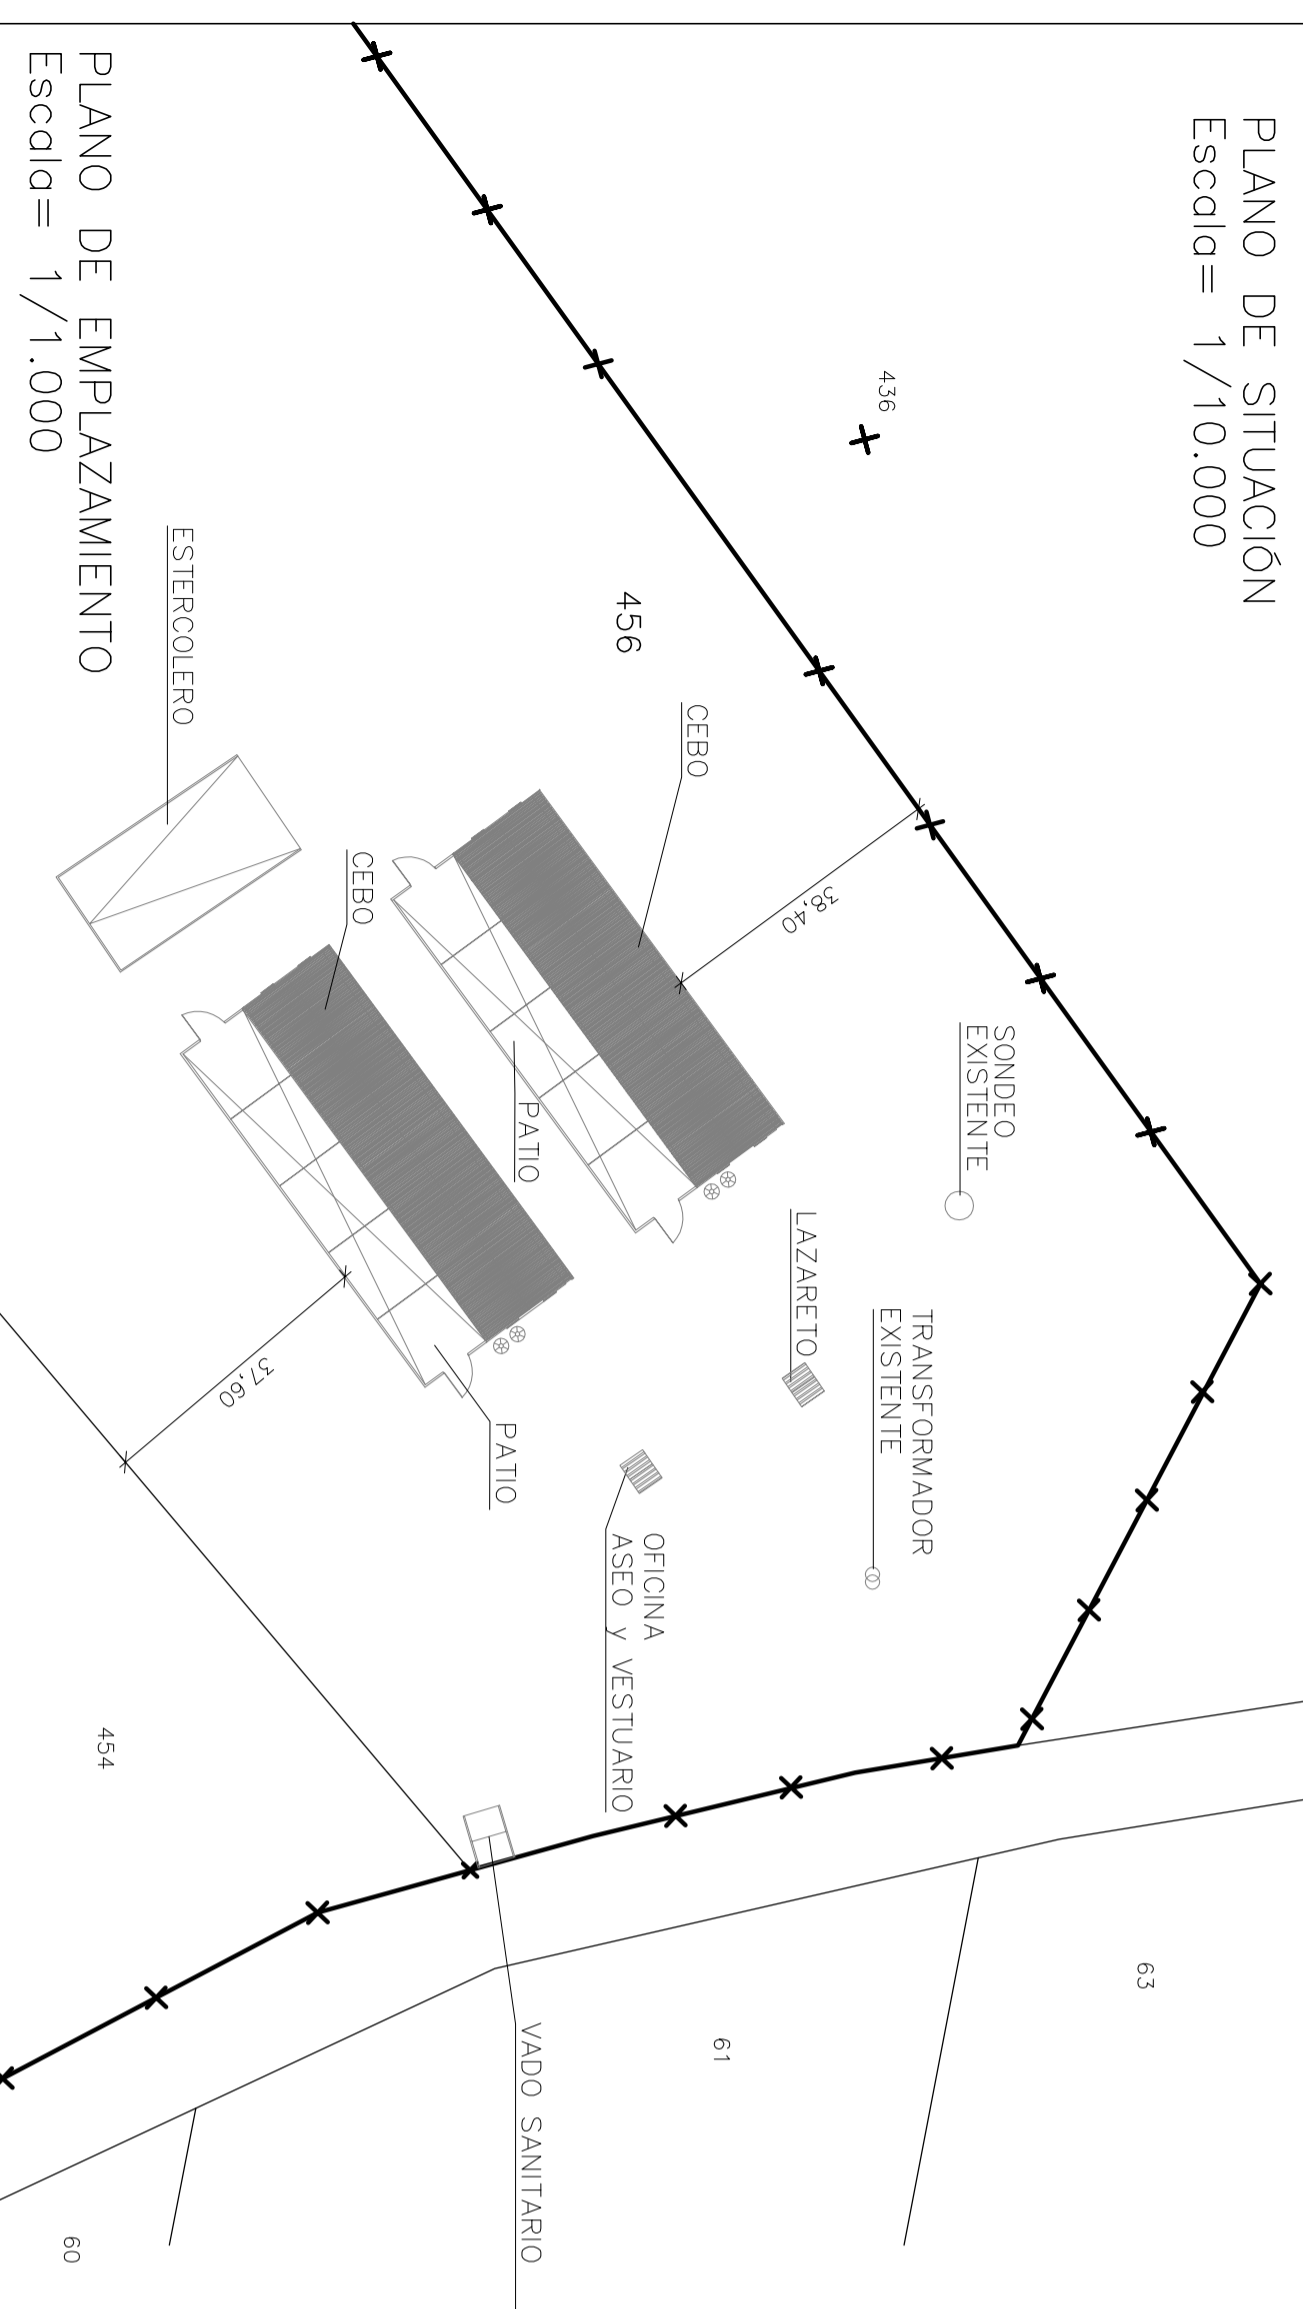 PLANO DE SITUACIÓN
Escala= 1/10.000
436
456
CEBO
38,40
SONDEO
EXISTENTE
LAZARETO
TRANSFORMADOR
EXISTENTE
63
61
ESTERCOLERO
CEBO
PATIO
PATIO
37,60
OFICINA
ASEO y VESTUARIO
VADO SANITARIO
454
60
PLANO DE EMPLAZAMIENTO
Escala= 1/1.000